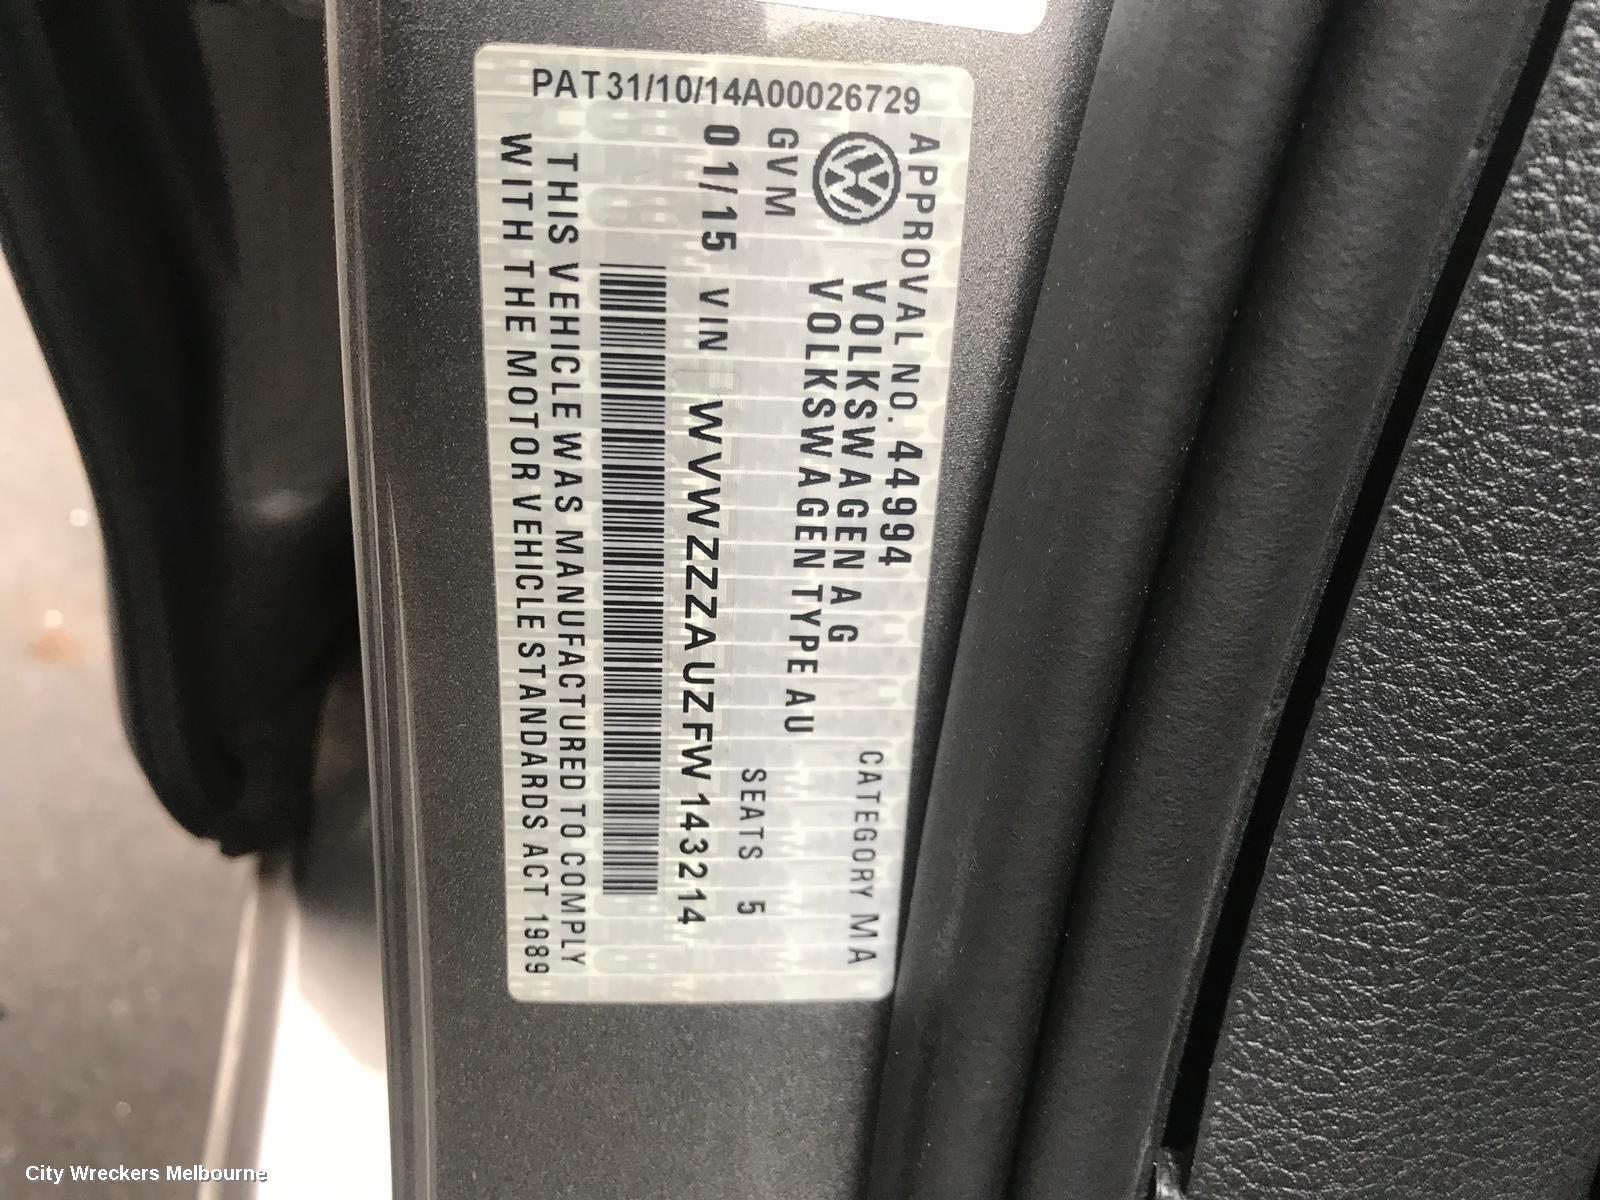 PAT31/10/14A00026729
APPROVAL NO. 44994 CATEGORY MA
VOLKSWAGEN AG
VOLKSWAGEN TYPE AU
GVM SEATS 5
01/15 VIN WVWZZZAUZFW143214
THIS VEHICLE WAS MANUFACTURED TO COMPLY
WITH THE MOTOR VEHICLE STANDARDS ACT 1989
City Wreckers Melbourne